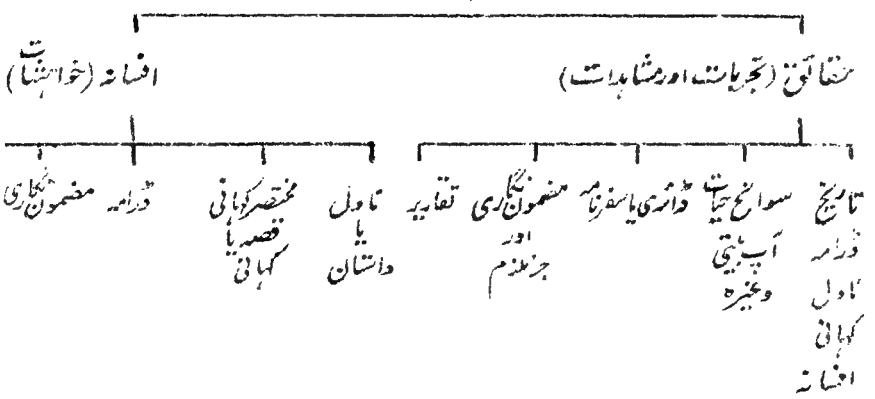 حقائق (تجربات اور مشاہدات)
افسانہ (خواہشات)
تاریخ
ڈرامہ
ناول
کہانی
افسانہ
سوانح حیات
آپ بیتی
وغیرہ
ڈائری یا سفرنامہ
مضمون نگاری
اور
جرنلزم
تقاریر
ناول
یا
داستان
مختصر کہانی
قصہ یا
کہانی
ڈرامہ
مضمون نگاری